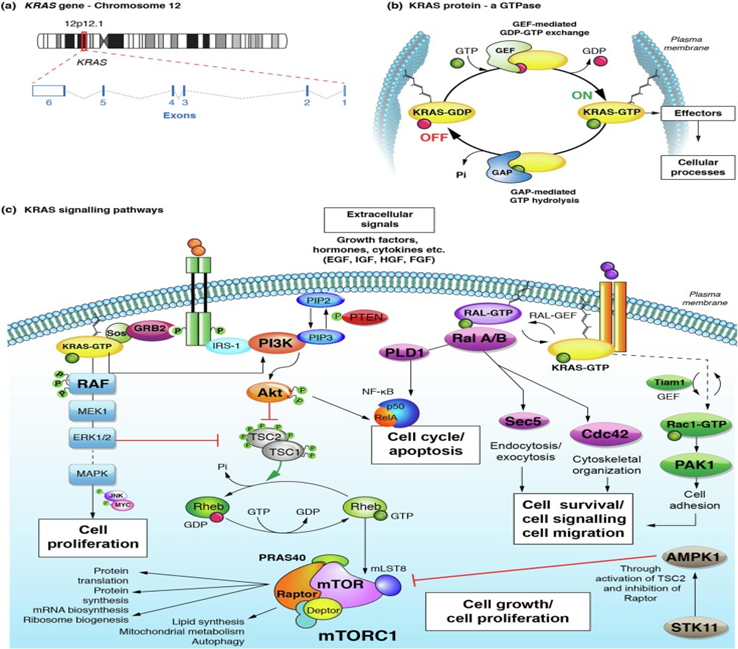 (a) KRAS gene - Chromosome 12
12p12.1
KRAS
6 5 4 3 2 1
Exons
(b) KRAS protein - a GTPase
GEF-mediated
GDP-GTP exchange
GTP
GEF
GDP
Plasma
membrane
ON
KRAS-GDP
KRAS-GTP
Effectors
OFF
Pi
GAP
Cellular
processes
GAP-mediated
GTP hydrolysis
(c) KRAS signalling pathways
Extracellular
signals
Growth factors,
hormones, cytokines etc.
(EGF, IGF, HGF, FGF)
Plasma
membrane
PIP2
P
PTEN
PIP3
RAL-GTP
RAL-GEF
Ral A/B
KRAS-GTP
Sos
GRB2
P
P
KRAS-GTP
IRS-1
PI3K
PLD1
P
P
P
RAF
MEK1
ERK1/2
MAPK
P
P
JNK
MYC
Cell
proliferation
Akt
P
P
NF-κB
p50
RelA
Cell cycle/
apoptosis
P
P
P
TSC2
P
P
TSC1
P
P
Pi
Rheb
GDP
GTP
GDP
Rheb
GTP
Sec5
Endocytosis/
exocytosis
Cdc42
Cytoskeletal
organization
Tiam1
GEF
Rac1-GTP
PAK1
Cell
adhesion
Cell survival/
cell signalling
cell migration
PRAS40
mLST8
mTOR
Raptor
Deptor
mTORC1
Protein
translation
Protein
synthesis
mRNA biosynthesis
Ribosome biogenesis
Lipid synthesis
Mitochondrial metabolism
Autophagy
Cell growth/
cell proliferation
AMPK1
Through
activation of TSC2
and inhibition of
Raptor
STK11